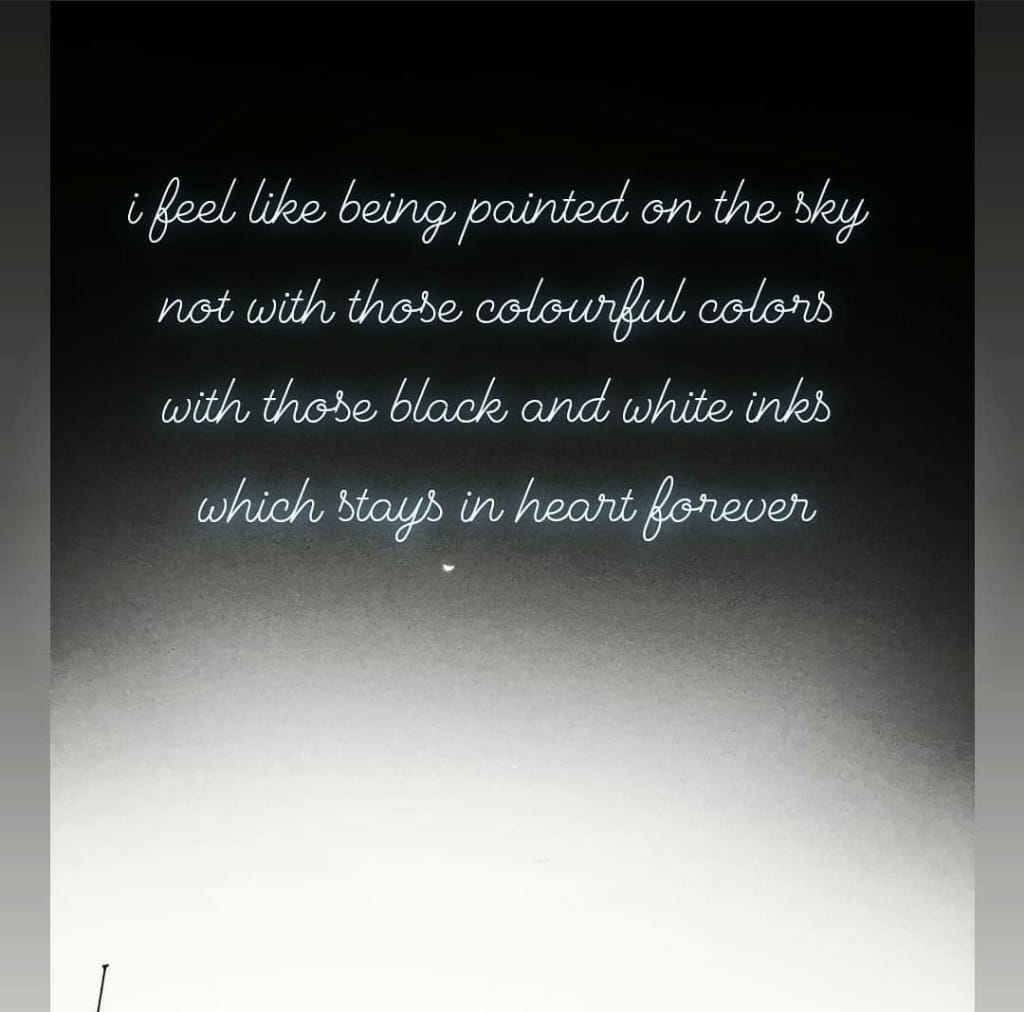 i feel like being painted on the sky
not with those colourful colors
with those black and white inks
which stays in heart forever